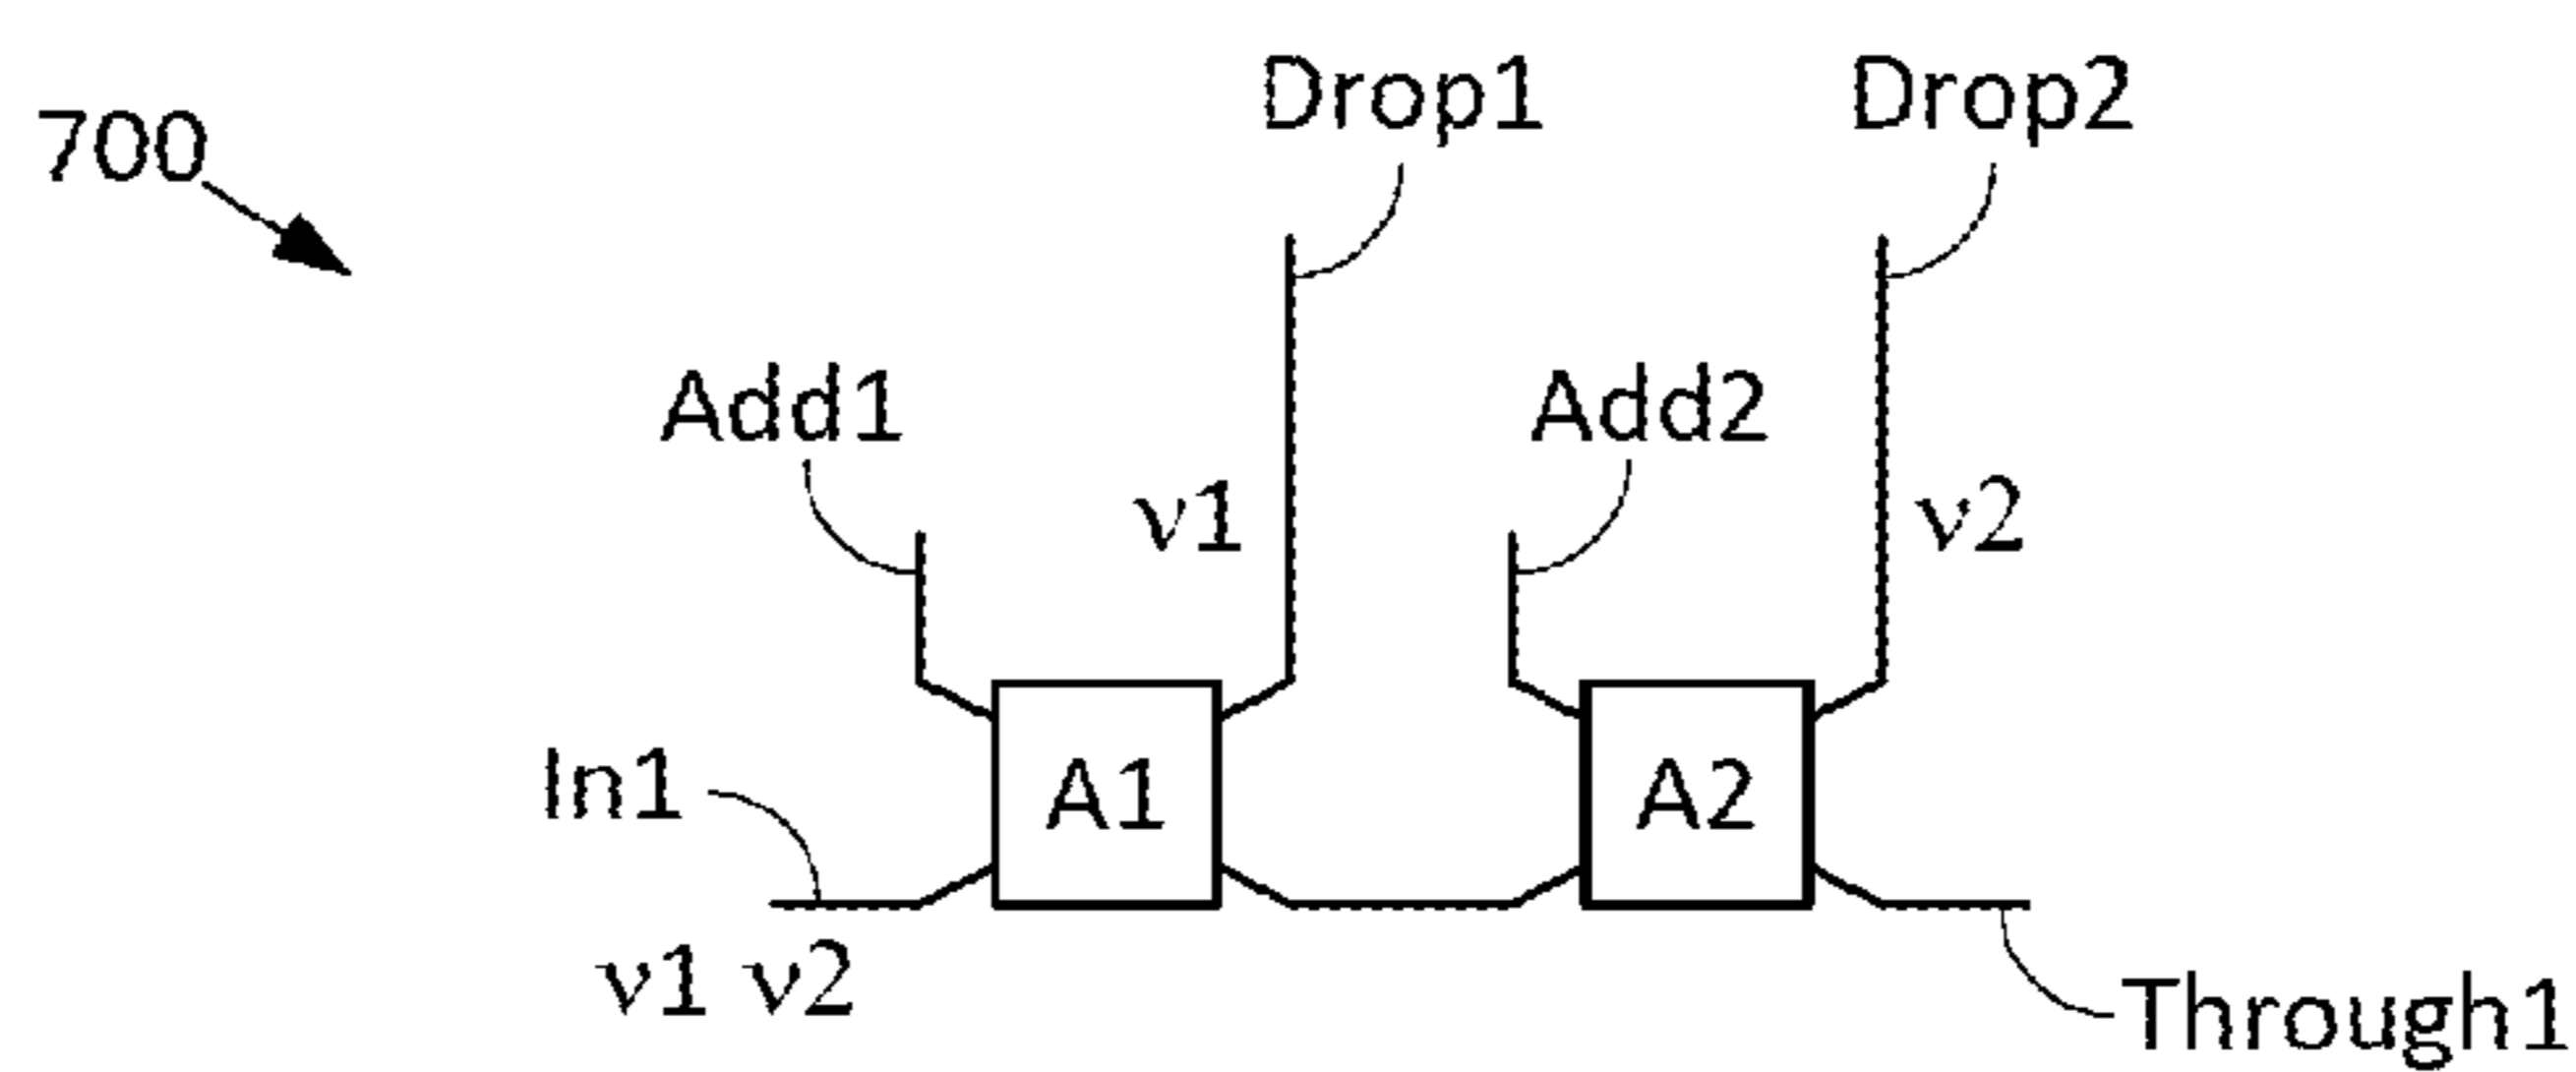 700
Drop1
Drop2
Add1
Add2
ν1
ν2
In1
A1
A2
ν1 ν2
Through1